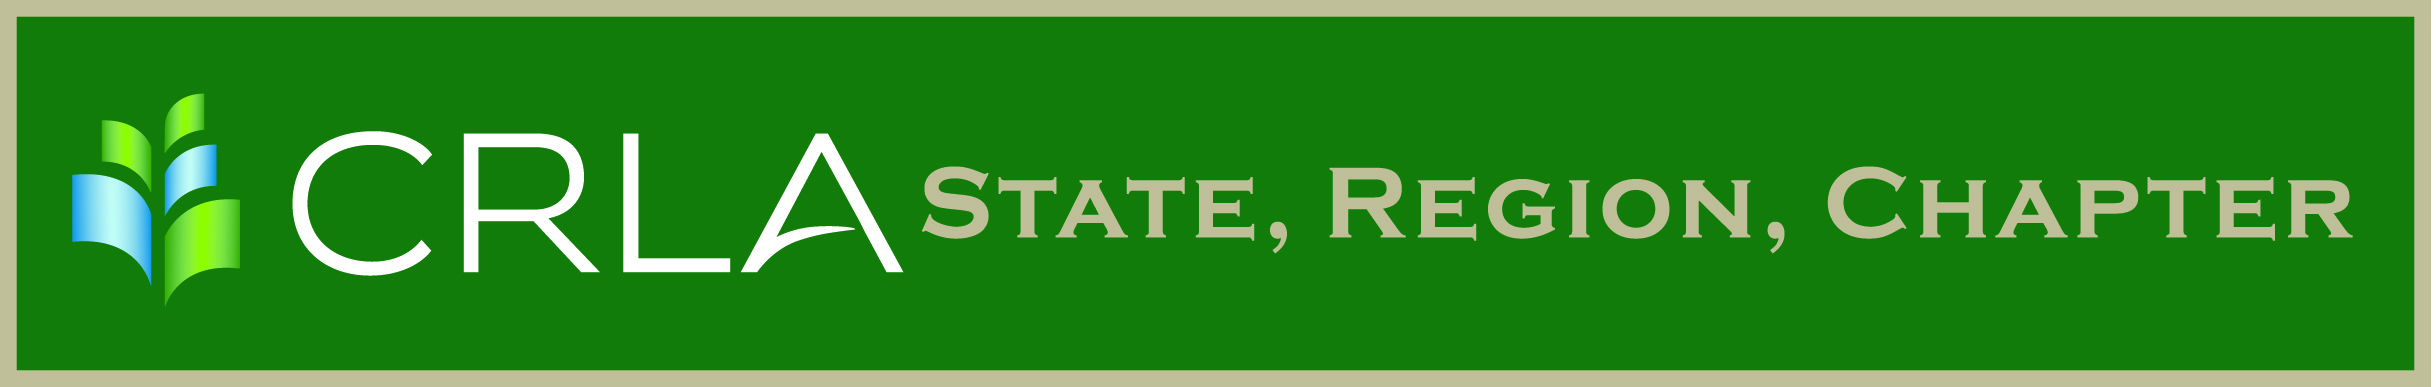 CRLA State, Region, Chapter